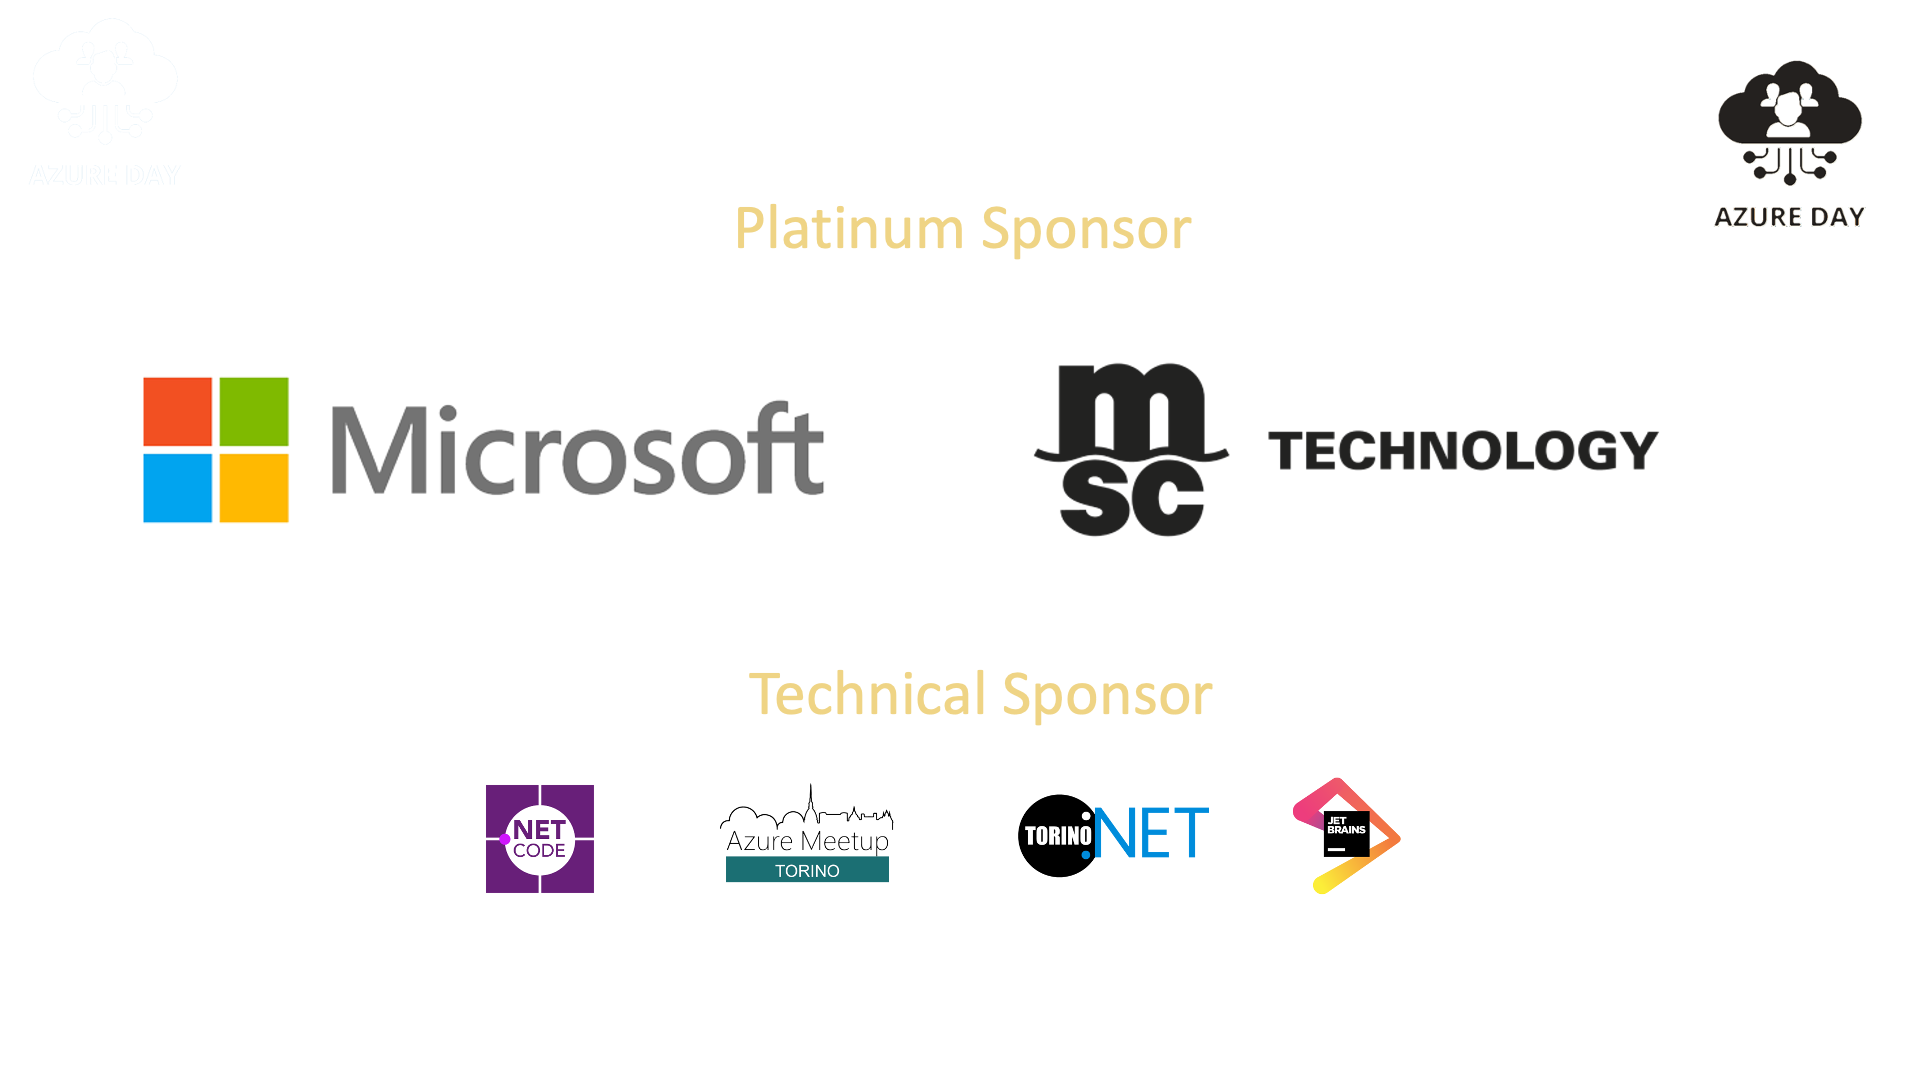 AZURE DAY
AZURE DAY
Platinum Sponsor
Microsoft
msc
TECHNOLOGY
Technical Sponsor
NET
CODE
Azure Meetup
TORINO
TORINO
.NET
JET
BRAINS